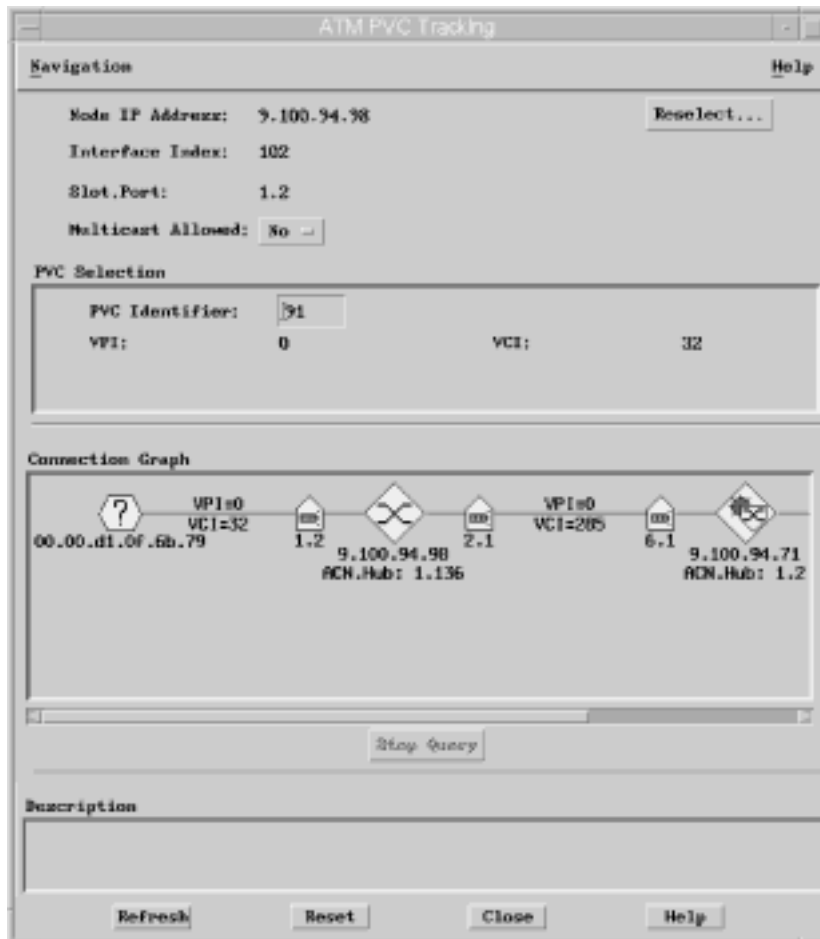 ATM PVC Tracking
Navigation Help
Node IP Address: 9.100.94.98 Reselect...
Interface Index: 102
Slot.Port: 1.2
Multicast Allowed: No
PVC Selection
PVC Identifier: 91
VPI: 0 VCI: 32
Connection Graph
? VPI=0 VPI=0
VCI=32 VCI=285
00.00.d1.0f.6b.79 1.2 2.1 6.1
9.100.94.98 9.100.94.71
ACN.Hub: 1.136 ACN.Hub: 1.2
Stop Query
Description
Refresh Reset Close Help